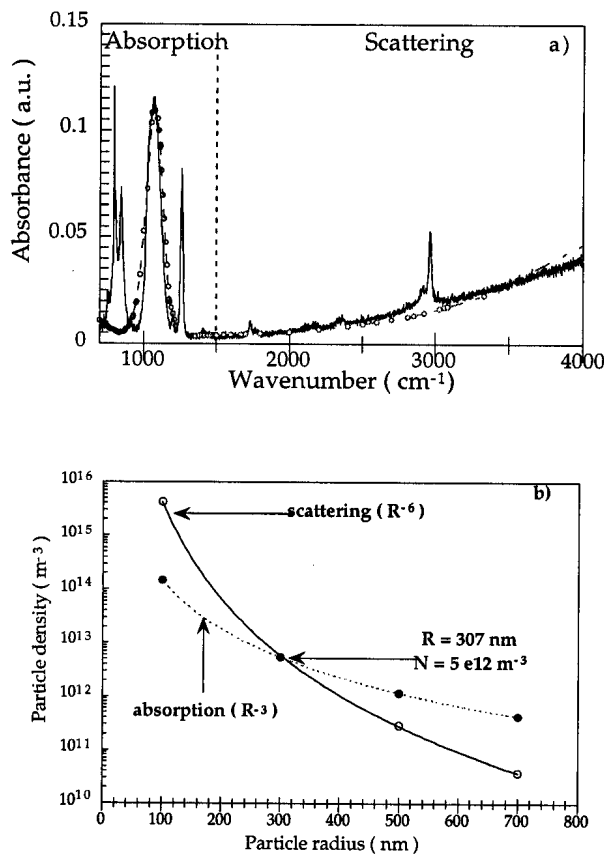 0.15
Absorption
Scattering
a)
0.1
0.05
0
Absorbance ( a.u.)
1000
2000
3000
4000
Wavenumber ( cm⁻¹)
10¹⁶
10¹⁵
10¹⁴
10¹³
10¹²
10¹¹
10¹⁰
Particle density ( m⁻³)
b)
scattering ( R⁻⁶)
R = 307 nm
N = 5 e12 m⁻³
absorption ( R⁻³)
0
100
200
300
400
500
600
700
800
Particle radius ( nm)